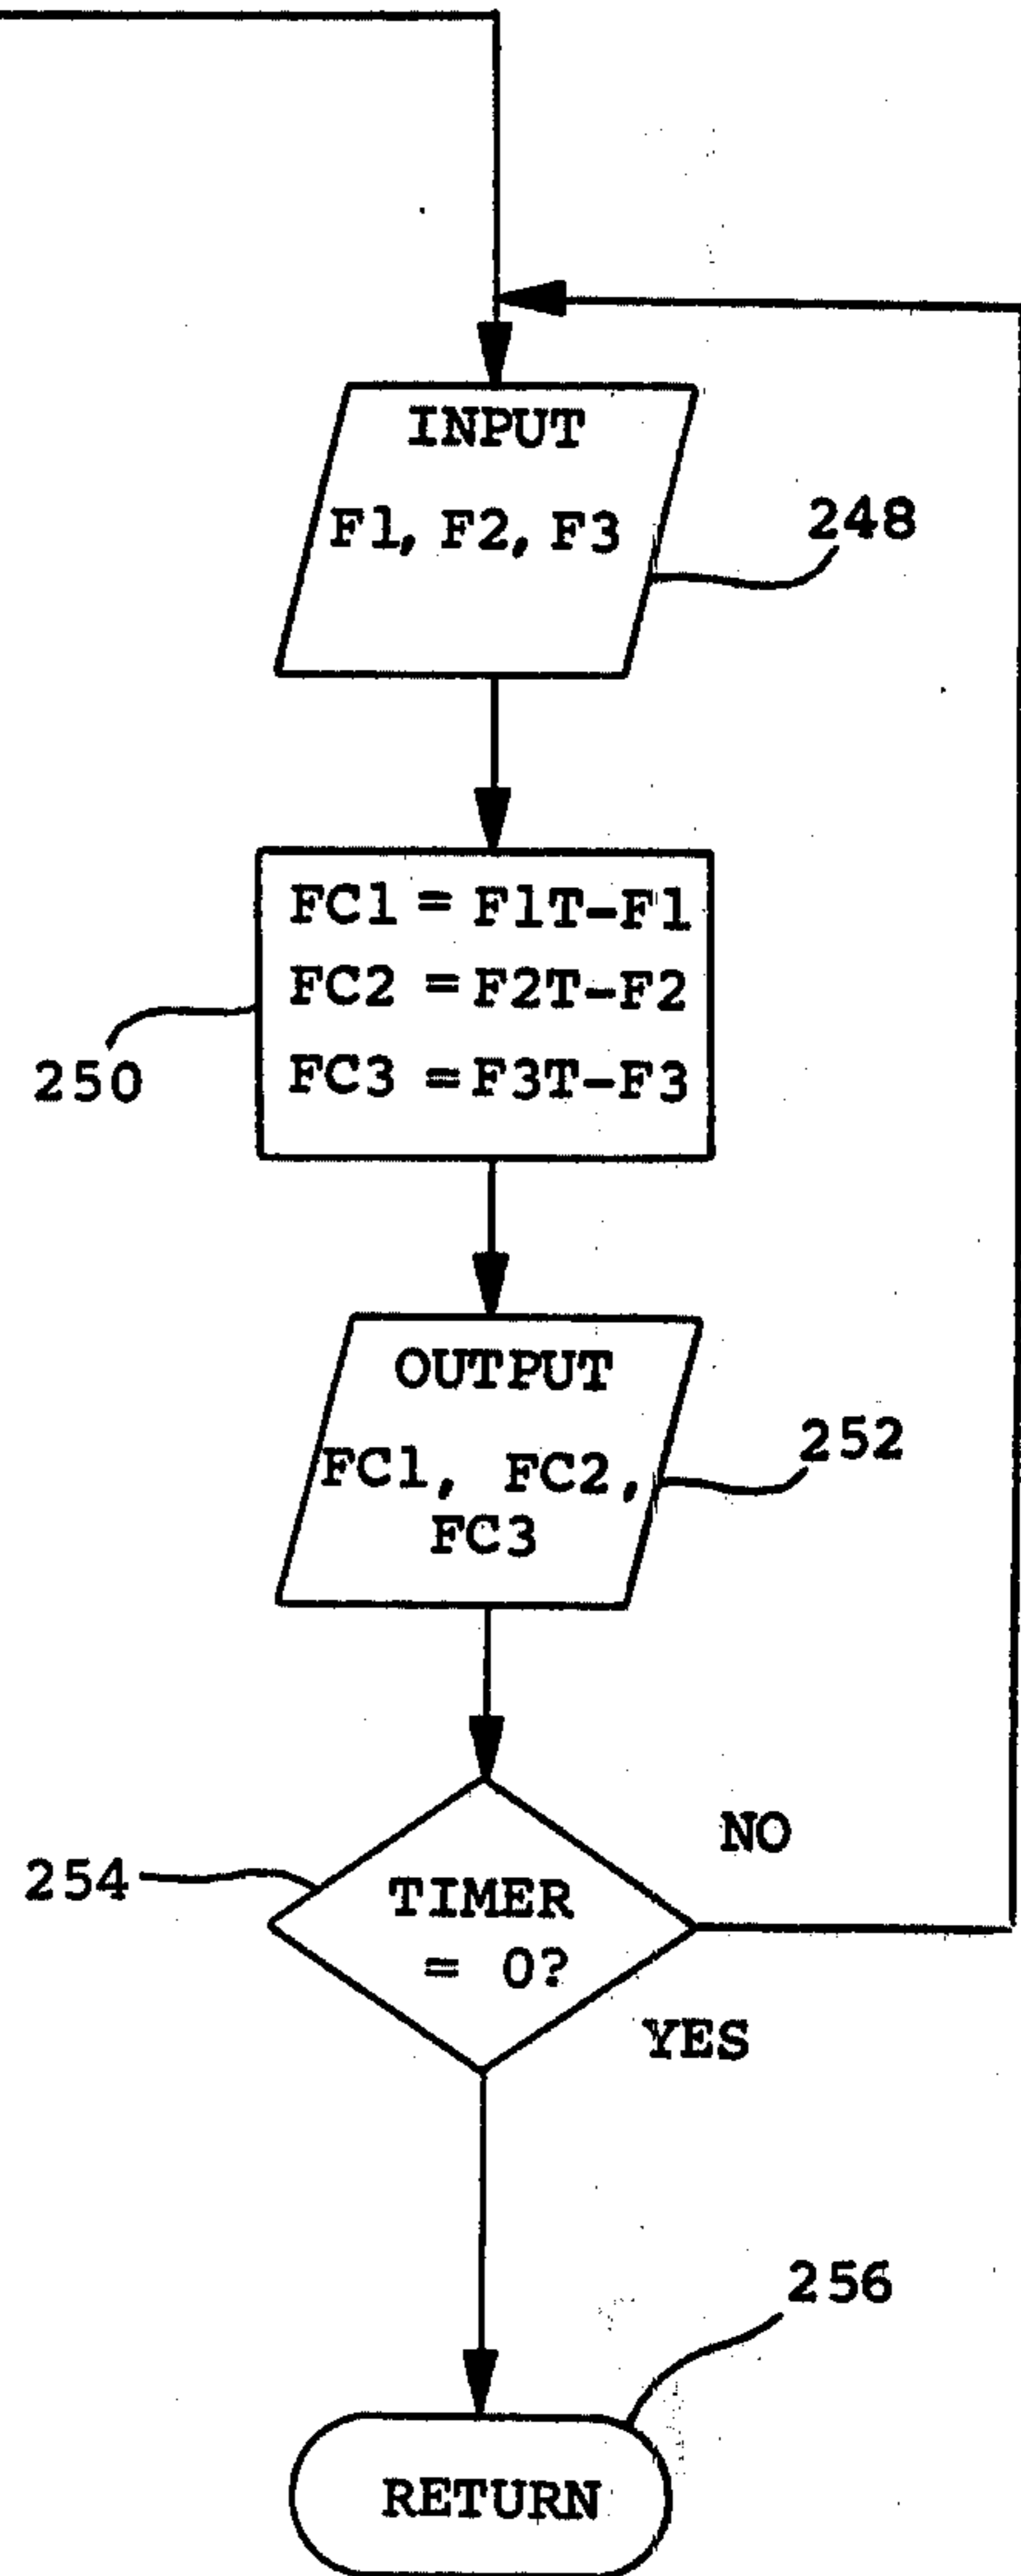 INPUT
F1, F2, F3
248
FC1 = F1T-F1
FC2 = F2T-F2
FC3 = F3T-F3
250
OUTPUT
FC1, FC2,
FC3
252
NO
254
TIMER
= 0?
YES
256
RETURN